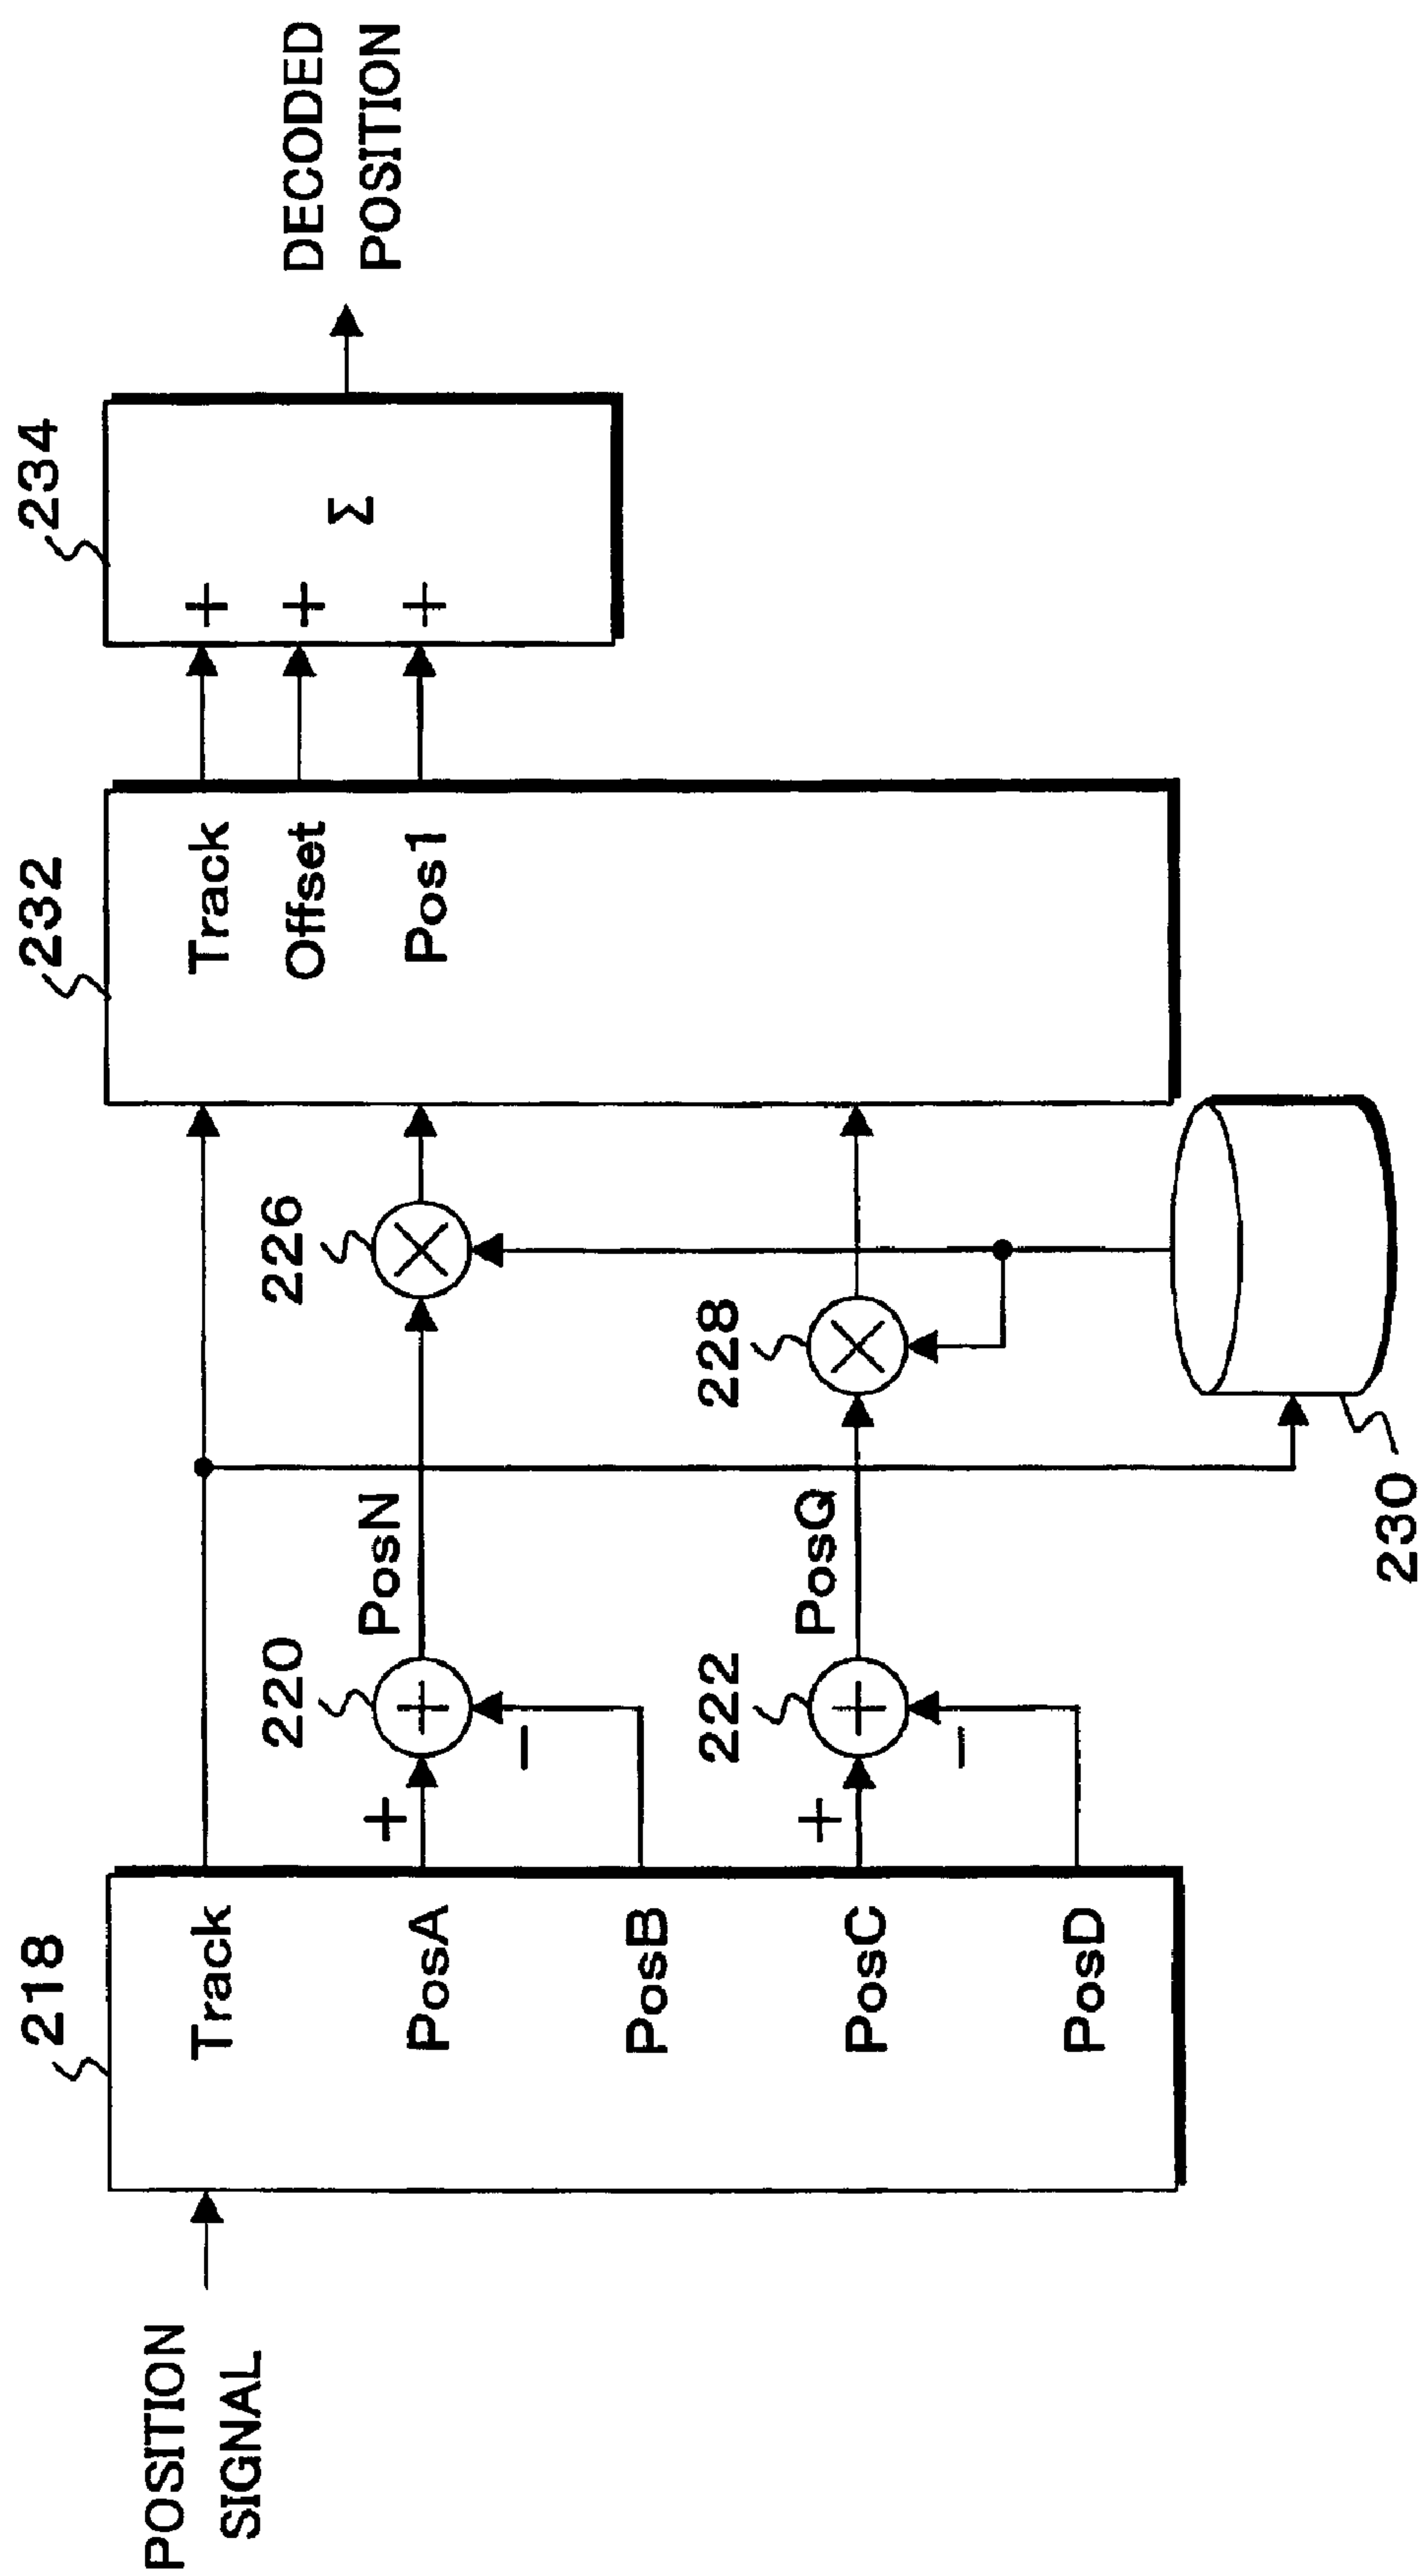 POSITION
SIGNAL
218
Track
PosA
PosB
PosC
PosD
+
−
220
PosN
+
−
222
PosQ
226
228
230
232
Track
Offset
Pos1
234
+
+
+
Σ
DECODED
POSITION